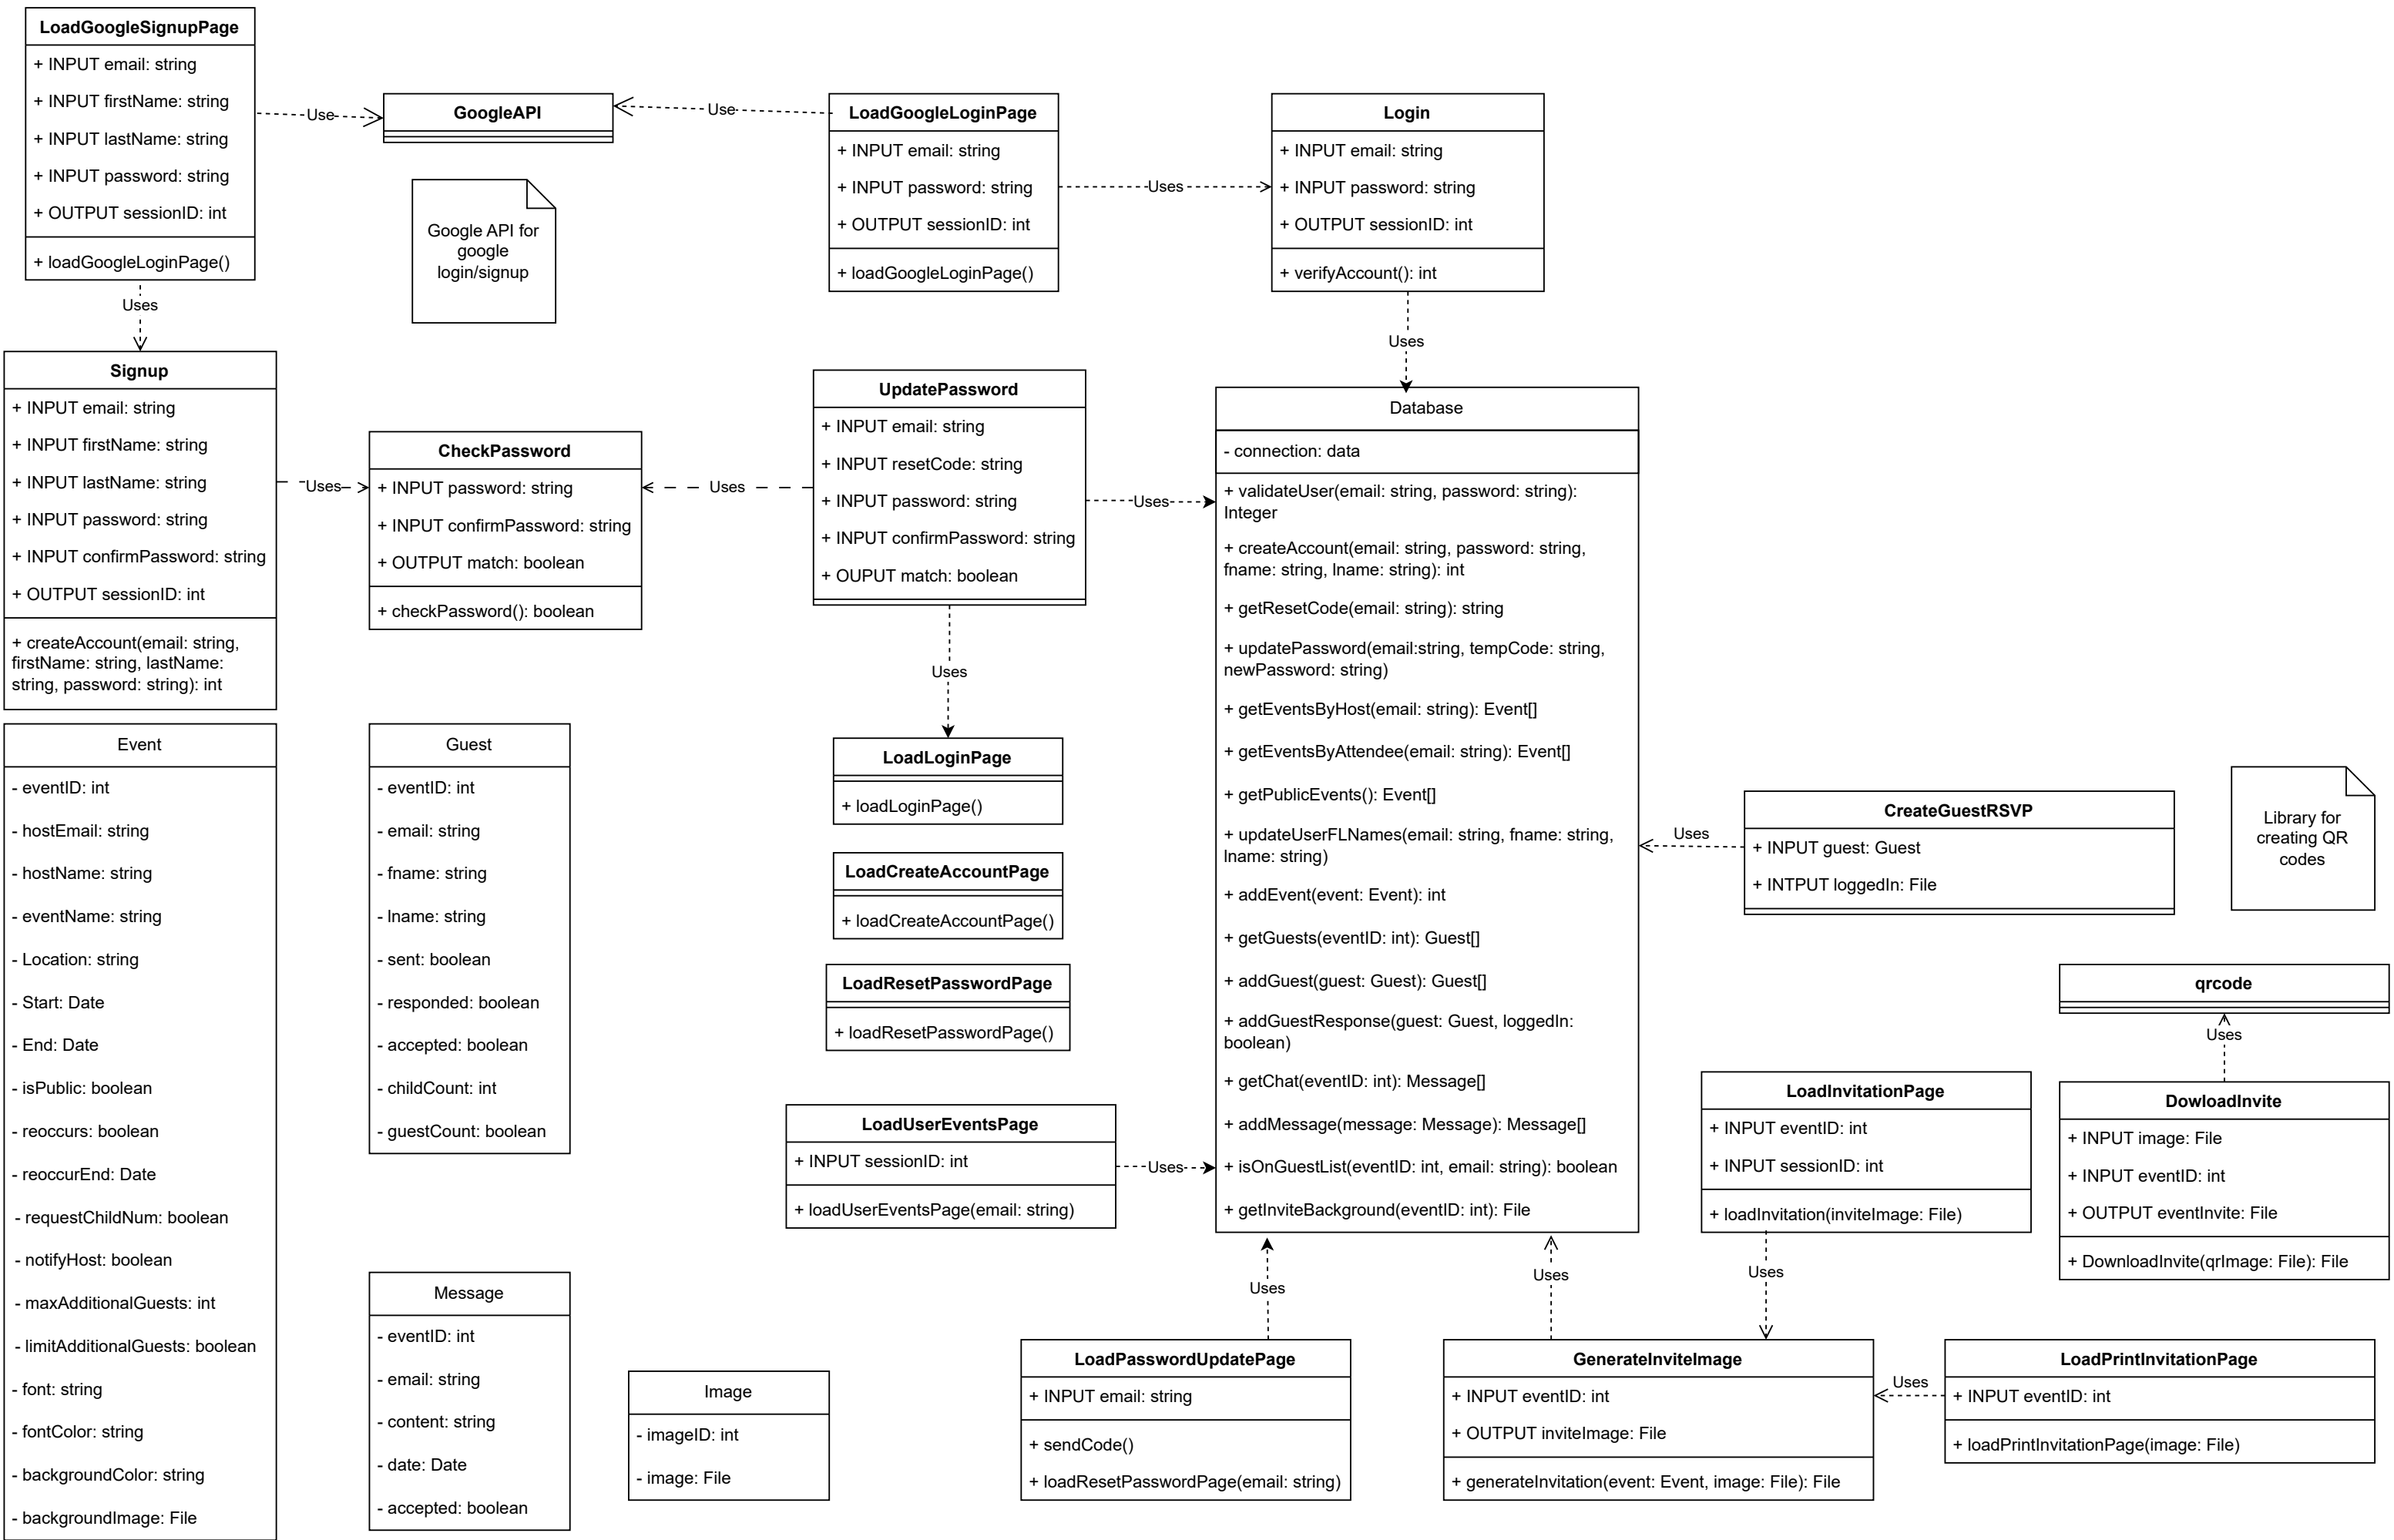 LoadGoogleSignupPage
+ INPUT email: string
+ INPUT firstName: string
+ INPUT lastName: string
+ INPUT password: string
+ OUTPUT sessionID: int
+ loadGoogleLoginPage()
Use
GoogleAPI
Use
Google API for
google
login/signup
LoadGoogleLoginPage
+ INPUT email: string
+ INPUT password: string
+ OUTPUT sessionID: int
+ loadGoogleLoginPage()
Uses
Login
+ INPUT email: string
+ INPUT password: string
+ OUTPUT sessionID: int
+ verifyAccount(): int
Uses
Uses
Signup
+ INPUT email: string
+ INPUT firstName: string
+ INPUT lastName: string
+ INPUT password: string
+ INPUT confirmPassword: string
+ OUTPUT sessionID: int
+ createAccount(email: string,
firstName: string, lastName:
string, password: string): int
Uses
CheckPassword
+ INPUT password: string
+ INPUT confirmPassword: string
+ OUTPUT match: boolean
+ checkPassword(): boolean
Uses
UpdatePassword
+ INPUT email: string
+ INPUT resetCode: string
+ INPUT password: string
+ INPUT confirmPassword: string
+ OUPUT match: boolean
Uses
Uses
Database
- connection: data
+ validateUser(email: string, password: string):
Integer
+ createAccount(email: string, password: string,
fname: string, lname: string): int
+ getResetCode(email: string): string
+ updatePassword(email:string, tempCode: string,
newPassword: string)
+ getEventsByHost(email: string): Event[]
+ getEventsByAttendee(email: string): Event[]
+ getPublicEvents(): Event[]
+ updateUserFLNames(email: string, fname: string,
lname: string)
+ addEvent(event: Event): int
+ getGuests(eventID: int): Guest[]
+ addGuest(guest: Guest): Guest[]
+ addGuestResponse(guest: Guest, loggedIn:
boolean)
+ getChat(eventID: int): Message[]
+ addMessage(message: Message): Message[]
+ isOnGuestList(eventID: int, email: string): boolean
+ getInviteBackground(eventID: int): File
Event
- eventID: int
- hostEmail: string
- hostName: string
- eventName: string
- Location: string
- Start: Date
- End: Date
- isPublic: boolean
- reoccurs: boolean
- reoccurEnd: Date
- requestChildNum: boolean
- notifyHost: boolean
- maxAdditionalGuests: int
- limitAdditionalGuests: boolean
- font: string
- fontColor: string
- backgroundColor: string
- backgroundImage: File
Guest
- eventID: int
- email: string
- fname: string
- lname: string
- sent: boolean
- responded: boolean
- accepted: boolean
- childCount: int
- guestCount: boolean
LoadLoginPage
+ loadLoginPage()
LoadCreateAccountPage
+ loadCreateAccountPage()
LoadResetPasswordPage
+ loadResetPasswordPage()
LoadUserEventsPage
+ INPUT sessionID: int
+ loadUserEventsPage(email: string)
Uses
Uses
CreateGuestRSVP
+ INPUT guest: Guest
+ INTPUT loggedIn: File
Library for
creating QR
codes
qrcode
Uses
DowloadInvite
+ INPUT image: File
+ INPUT eventID: int
+ OUTPUT eventInvite: File
+ DownloadInvite(qrImage: File): File
LoadInvitationPage
+ INPUT eventID: int
+ INPUT sessionID: int
+ loadInvitation(inviteImage: File)
Uses
Uses
Uses
Message
- eventID: int
- email: string
- content: string
- date: Date
- accepted: boolean
Image
- imageID: int
- image: File
LoadPasswordUpdatePage
+ INPUT email: string
+ sendCode()
+ loadResetPasswordPage(email: string)
GenerateInviteImage
+ INPUT eventID: int
+ OUTPUT inviteImage: File
+ generateInvitation(event: Event, image: File): File
Uses
LoadPrintInvitationPage
+ INPUT eventID: int
+ loadPrintInvitationPage(image: File)